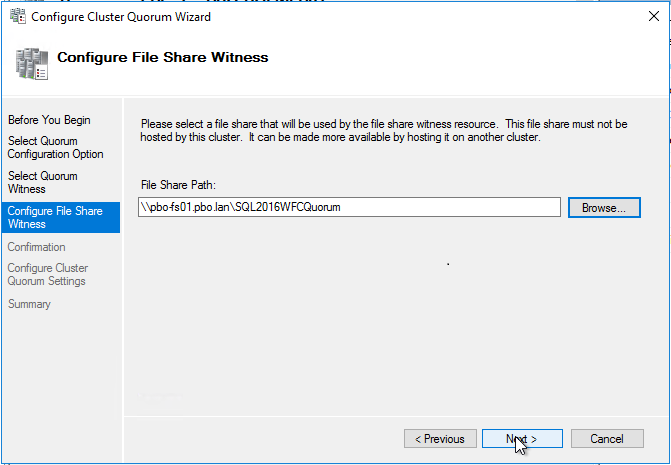 Configure Cluster Quorum Wizard
Configure File Share Witness
Before You Begin
Select Quorum
Configuration Option
Select Quorum
Witness
Configure File Share
Witness
Confirmation
Configure Cluster
Quorum Settings
Summary
Please select a file share that will be used by the file share witness resource.  This file share must not be
hosted by this cluster.  It can be made more available by hosting it on another cluster.
File Share Path:
\\pbo-fs01.pbo.lan\SQL2016WFCQuorum
Browse...
< Previous
Next >
Cancel